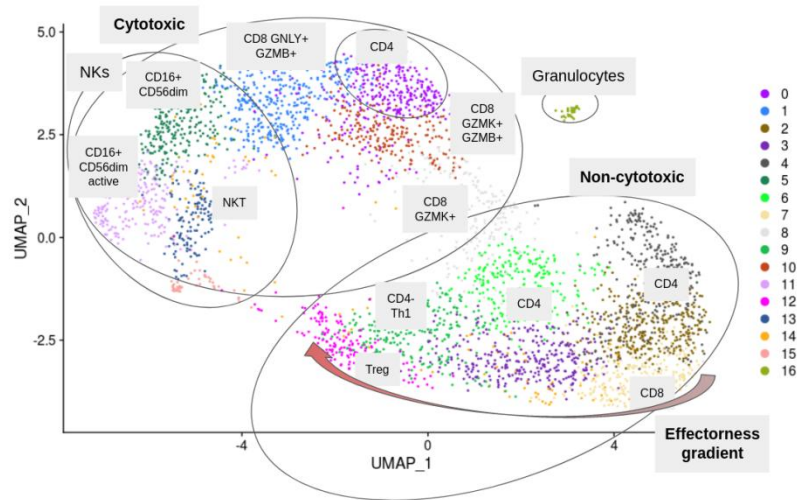 Cytotoxic
5.0
CD8 GNLY+
GZMB+
CD4
NKs
CD16+
CD56dim
Granulocytes
0
1
2
3
4
5
6
7
8
9
10
11
12
13
14
15
16
2.5
CD8
GZMK+
GZMB+
CD16+
CD56dim
active
Non-cytotoxic
NKT
CD8
GZMK+
UMAP_2
0.0
CD4-
Th1
CD4
CD4
-2.5
Treg
CD8
Effectorness
gradient
-4
0
4
UMAP_1